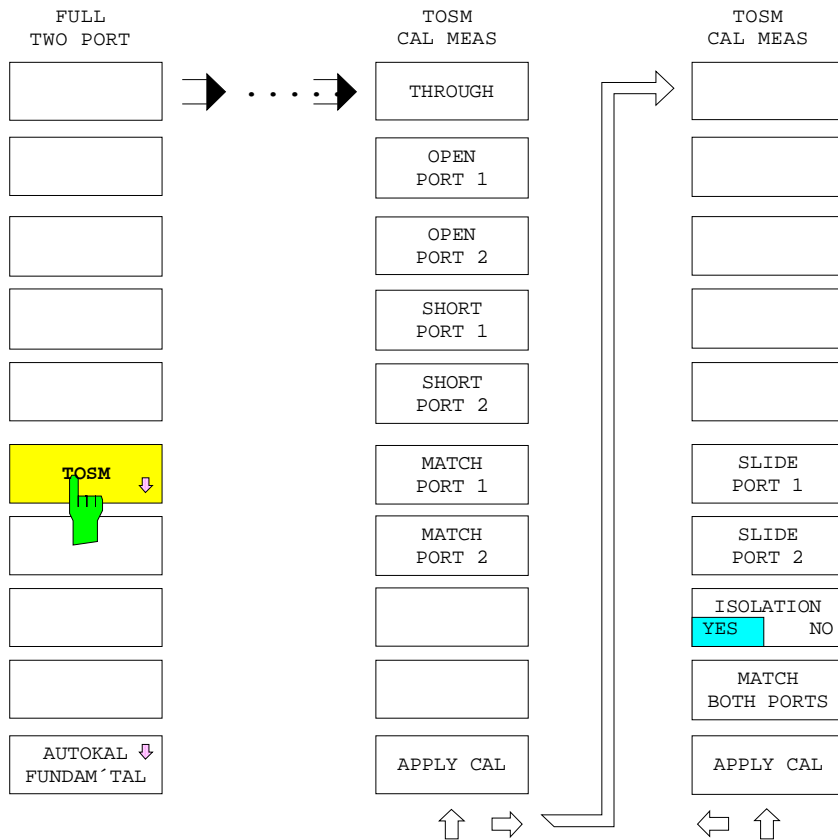 FULL
TWO PORT
TOSM
AUTOKAL
FUNDAM´TAL
TOSM
CAL MEAS
THROUGH
OPEN
PORT 1
OPEN
PORT 2
SHORT
PORT 1
SHORT
PORT 2
MATCH
PORT 1
MATCH
PORT 2
APPLY CAL
TOSM
CAL MEAS
SLIDE
PORT 1
SLIDE
PORT 2
ISOLATION
YES NO
MATCH
BOTH PORTS
APPLY CAL